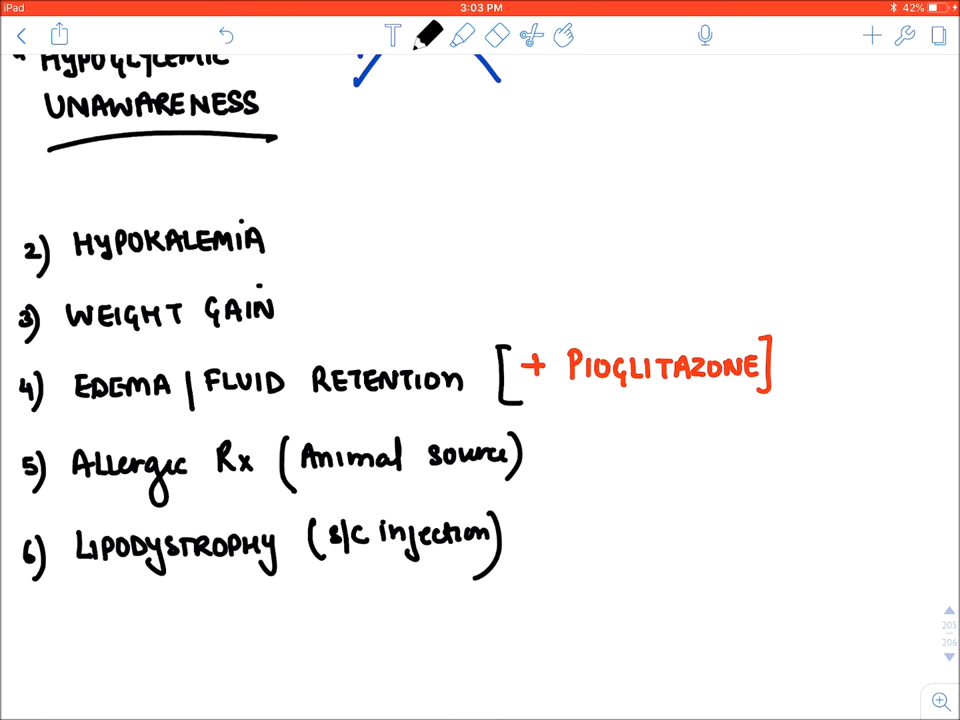 iPad
3:03 PM
42%
T
HYPOGLYCEMIC
UNAWARENESS
2) HYPOKALEMIA
3) WEIGHT GAIN
4) EDEMA / FLUID RETENTION [+ PIOGLITAZONE]
5) Allergic Rx (Animal source)
6) LIPODYSTROPHY (S/C injection)
205
206